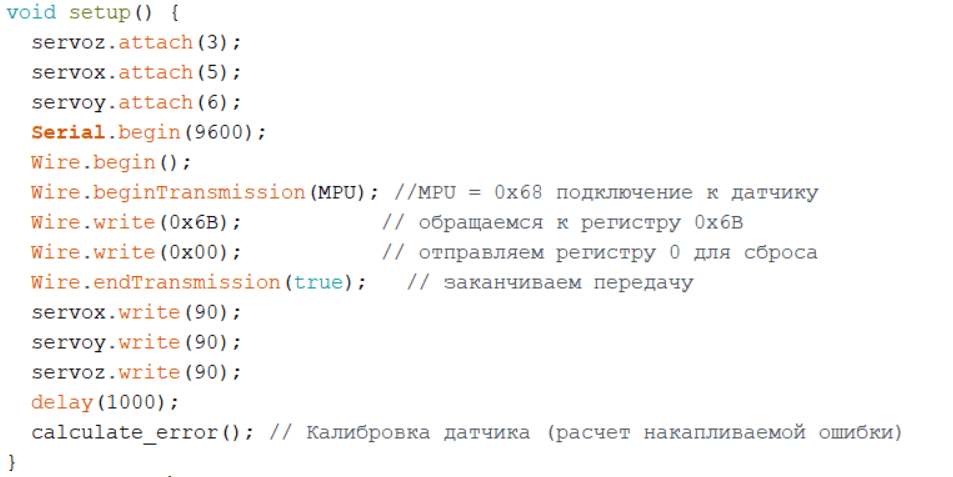 void setup() {
  servoz.attach(3);
  servox.attach(5);
  servoy.attach(6);
  Serial.begin(9600);
  Wire.begin();
  Wire.beginTransmission(MPU); //MPU = 0x68 подключение к датчику
  Wire.write(0x6B);           // обращаемся к регистру 0x6B
  Wire.write(0x00);           // отправляем регистру 0 для сброса
  Wire.endTransmission(true);   // заканчиваем передачу
  servox.write(90);
  servoy.write(90);
  servoz.write(90);
  delay(1000);
  calculate_error(); // Калибровка датчика (расчет накапливаемой ошибки)
}